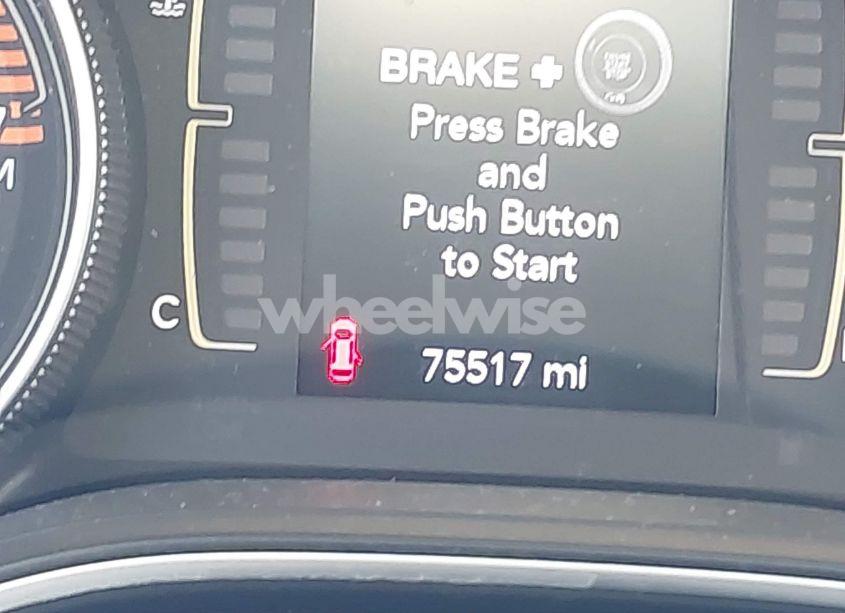 BRAKE +
Press Brake
and
Push Button
to Start
C
wheelwise
75517 mi